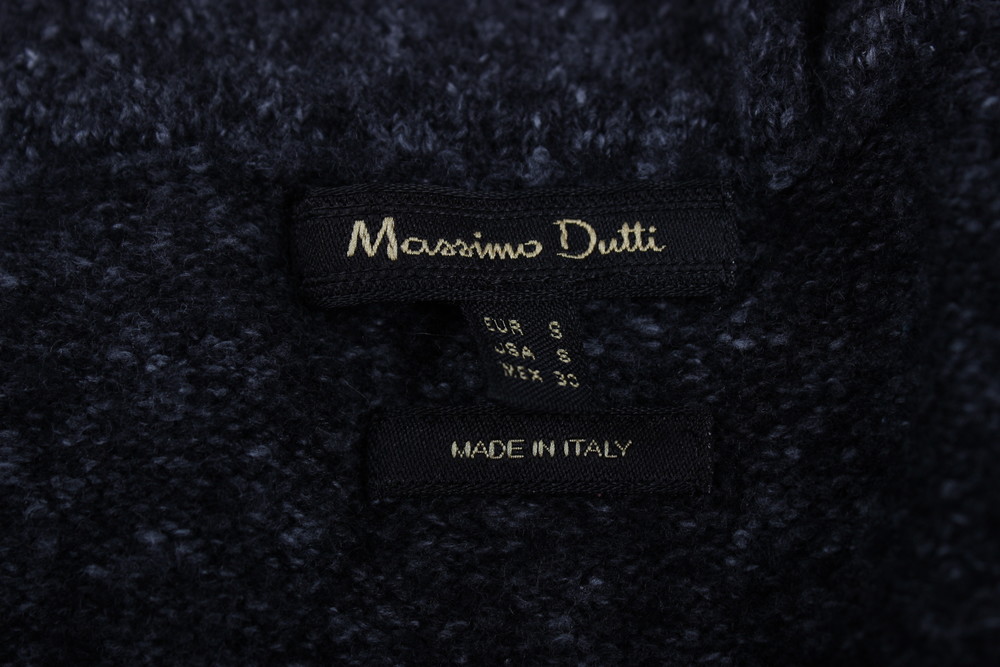 Massimo Dutti
EUR S
USA S
MEX 30
MADE IN ITALY